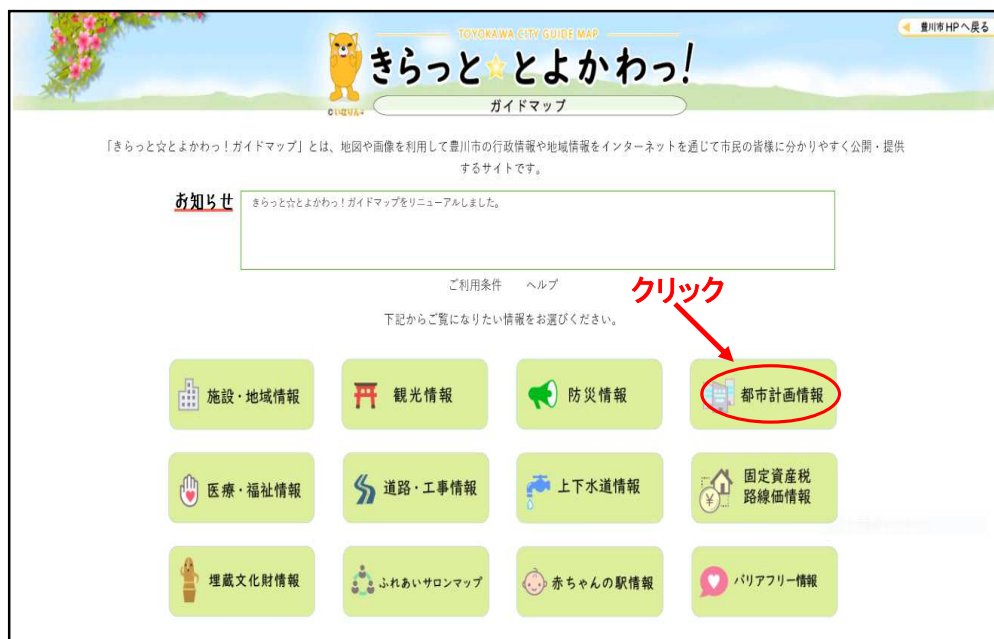 TOYOKAWA CITY GUIDE MAP
豊川市HPへ戻る
きらっと☆とよかわっ!
©いなりん
ガイドマップ
「きらっと☆とよかわっ！ガイドマップ」とは、地図や画像を利用して豊川市の行政情報や地域情報をインターネットを通じて市民の皆様に分かりやすく公開・提供
するサイトです。
お知らせ
きらっと☆とよかわっ！ガイドマップをリニューアルしました。
ご利用条件 ヘルプ
クリック
下記からご覧になりたい情報をお選びください。
施設・地域情報
観光情報
防災情報
都市計画情報
医療・福祉情報
道路・工事情報
上下水道情報
固定資産税
路線価情報
埋蔵文化財情報
ふれあいサロンマップ
赤ちゃんの駅情報
バリアフリー情報